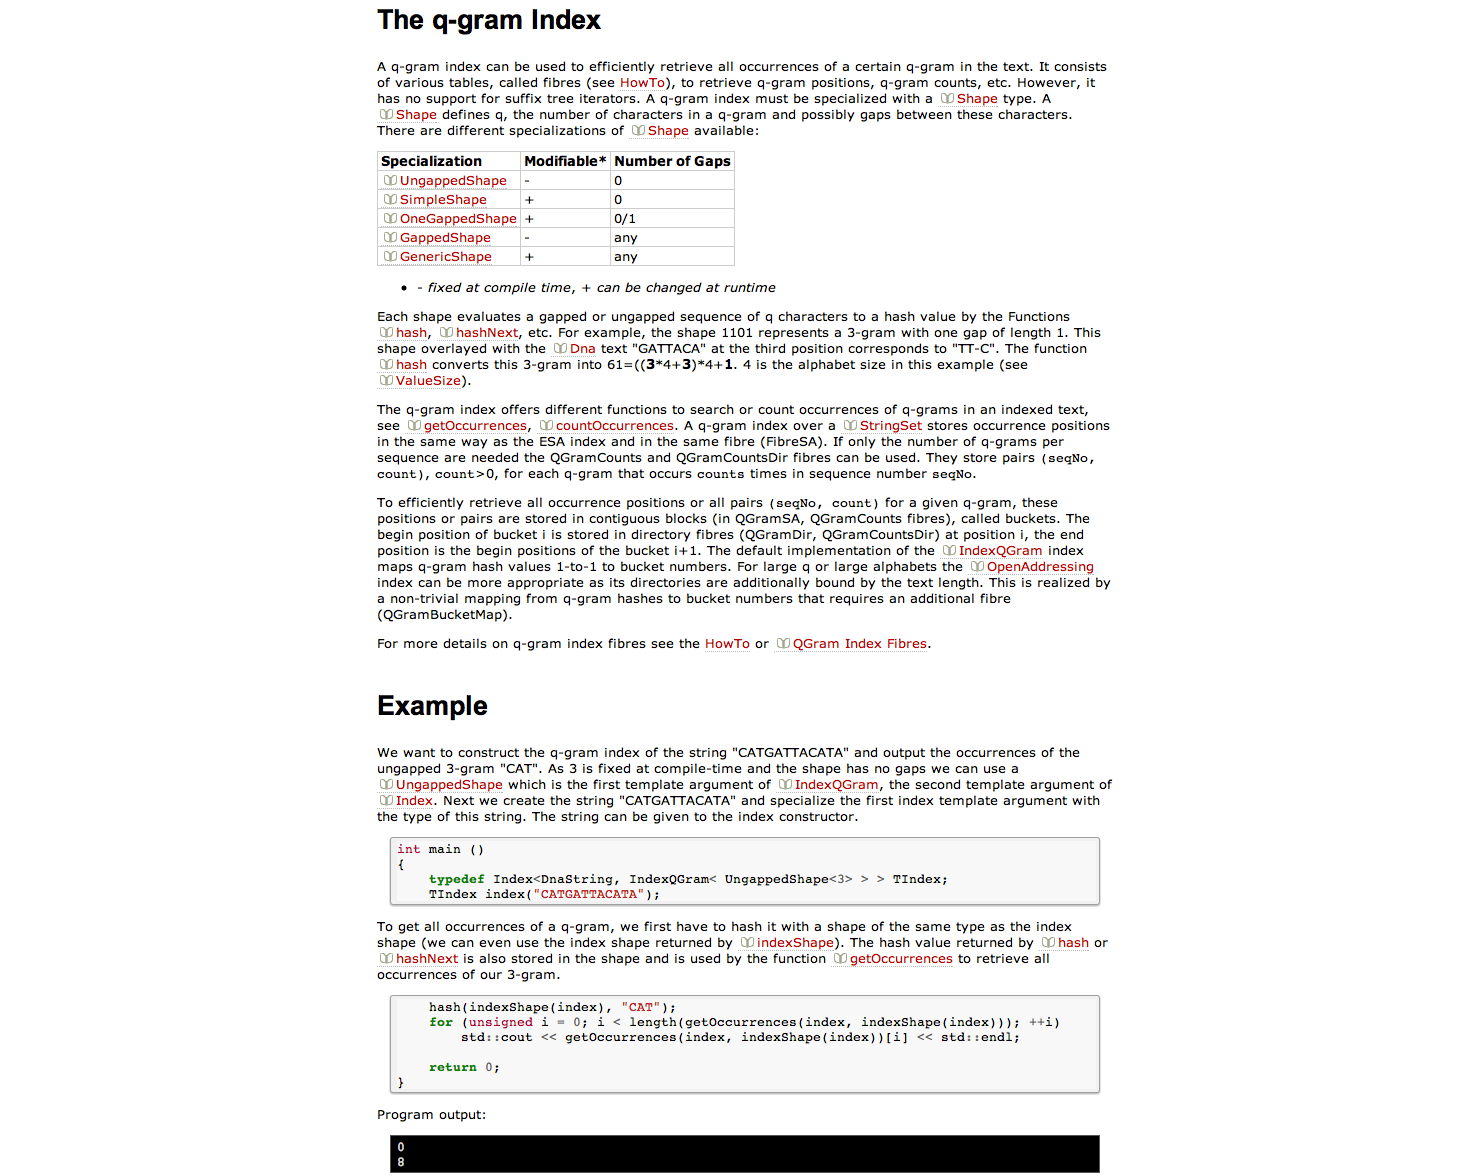 The q-gram Index
A q-gram index can be used to efficiently retrieve all occurrences of a certain q-gram in the text. It consists
of various tables, called fibres (see HowTo), to retrieve q-gram positions, q-gram counts, etc. However, it
has no support for suffix tree iterators. A q-gram index must be specialized with a Shape type. A
Shape defines q, the number of characters in a q-gram and possibly gaps between these characters.
There are different specializations of Shape available:
Specialization Modifiable* Number of Gaps
UngappedShape - 0
SimpleShape + 0
OneGappedShape + 0/1
GappedShape - any
GenericShape + any
• - fixed at compile time, + can be changed at runtime
Each shape evaluates a gapped or ungapped sequence of q characters to a hash value by the Functions
hash, hashNext, etc. For example, the shape 1101 represents a 3-gram with one gap of length 1. This
shape overlayed with the Dna text "GATTACA" at the third position corresponds to "TT-C". The function
hash converts this 3-gram into 61=((3*4+3)*4+1. 4 is the alphabet size in this example (see
ValueSize).
The q-gram index offers different functions to search or count occurrences of q-grams in an indexed text,
see getOccurrences, countOccurrences. A q-gram index over a StringSet stores occurrence positions
in the same way as the ESA index and in the same fibre (FibreSA). If only the number of q-grams per
sequence are needed the QGramCounts and QGramCountsDir fibres can be used. They store pairs (seqNo,
count), count>0, for each q-gram that occurs counts times in sequence number seqNo.
To efficiently retrieve all occurrence positions or all pairs (seqNo, count) for a given q-gram, these
positions or pairs are stored in contiguous blocks (in QGramSA, QGramCounts fibres), called buckets. The
begin position of bucket i is stored in directory fibres (QGramDir, QGramCountsDir) at position i, the end
position is the begin positions of the bucket i+1. The default implementation of the IndexQGram index
maps q-gram hash values 1-to-1 to bucket numbers. For large q or large alphabets the OpenAddressing
index can be more appropriate as its directories are additionally bound by the text length. This is realized by
a non-trivial mapping from q-gram hashes to bucket numbers that requires an additional fibre
(QGramBucketMap).
For more details on q-gram index fibres see the HowTo or QGram Index Fibres.
Example
We want to construct the q-gram index of the string "CATGATTACATA" and output the occurrences of the
ungapped 3-gram "CAT". As 3 is fixed at compile-time and the shape has no gaps we can use a
UngappedShape which is the first template argument of IndexQGram, the second template argument of
Index. Next we create the string "CATGATTACATA" and specialize the first index template argument with
the type of this string. The string can be given to the index constructor.
int main ()
{
typedef Index<DnaString, IndexQGram< UngappedShape<3> > > TIndex;
TIndex index("CATGATTACATA");
To get all occurrences of a q-gram, we first have to hash it with a shape of the same type as the index
shape (we can even use the index shape returned by indexShape). The hash value returned by hash or
hashNext is also stored in the shape and is used by the function getOccurrences to retrieve all
occurrences of our 3-gram.
hash(indexShape(index), "CAT");
for (unsigned i = 0; i < length(getOccurrences(index, indexShape(index))); ++i)
std::cout << getOccurrences(index, indexShape(index))[i] << std::endl;
return 0;
}
Program output:
0
8